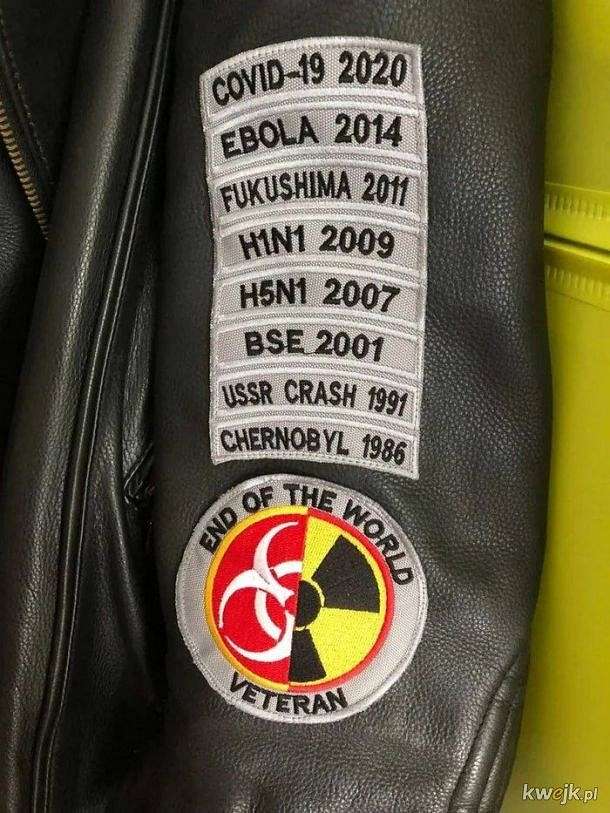 COVID-19 2020
EBOLA 2014
FUKUSHIMA 2011
H1N1 2009
H5N1 2007
BSE 2001
USSR CRASH 1991
CHERNOBYL 1986
END OF THE WORLD
VETERAN
kwejk.pl